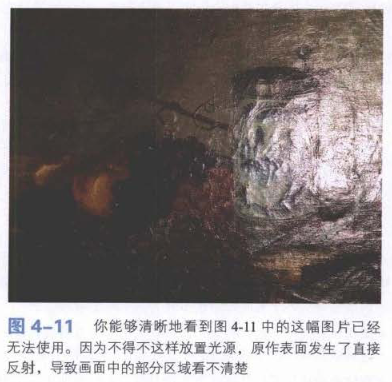 图 4-11 你能够清晰地看到图 4-11 中的这幅图片已经
无法使用。因为不得不这样放置光源，原作表面发生了直接
反射，导致画面中的部分区域看不清楚